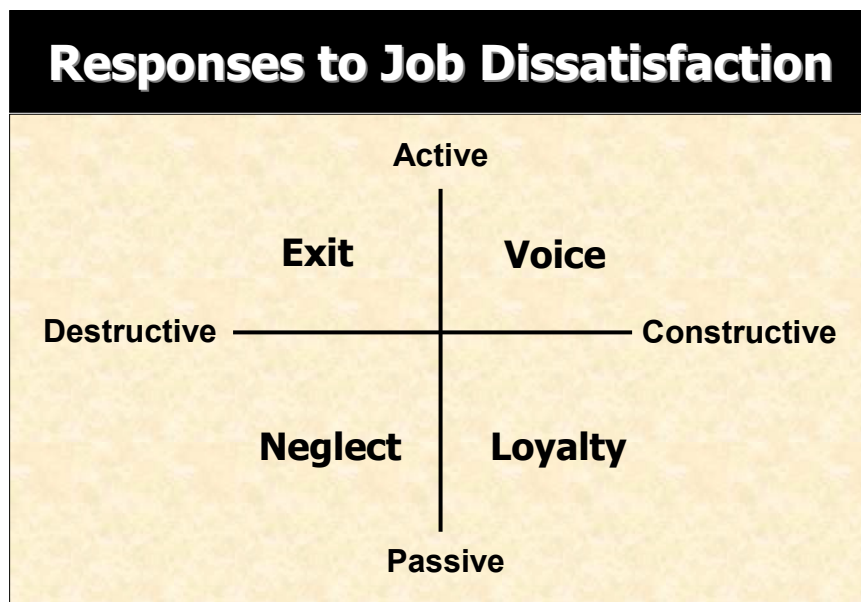 Responses to Job Dissatisfaction
Active
Exit Voice
Destructive Constructive
Neglect Loyalty
Passive